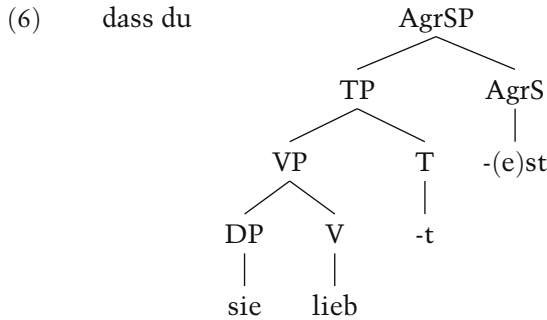 (6) dass du AgrSP
TP AgrS
VP T -(e)st
DP V -t
sie lieb